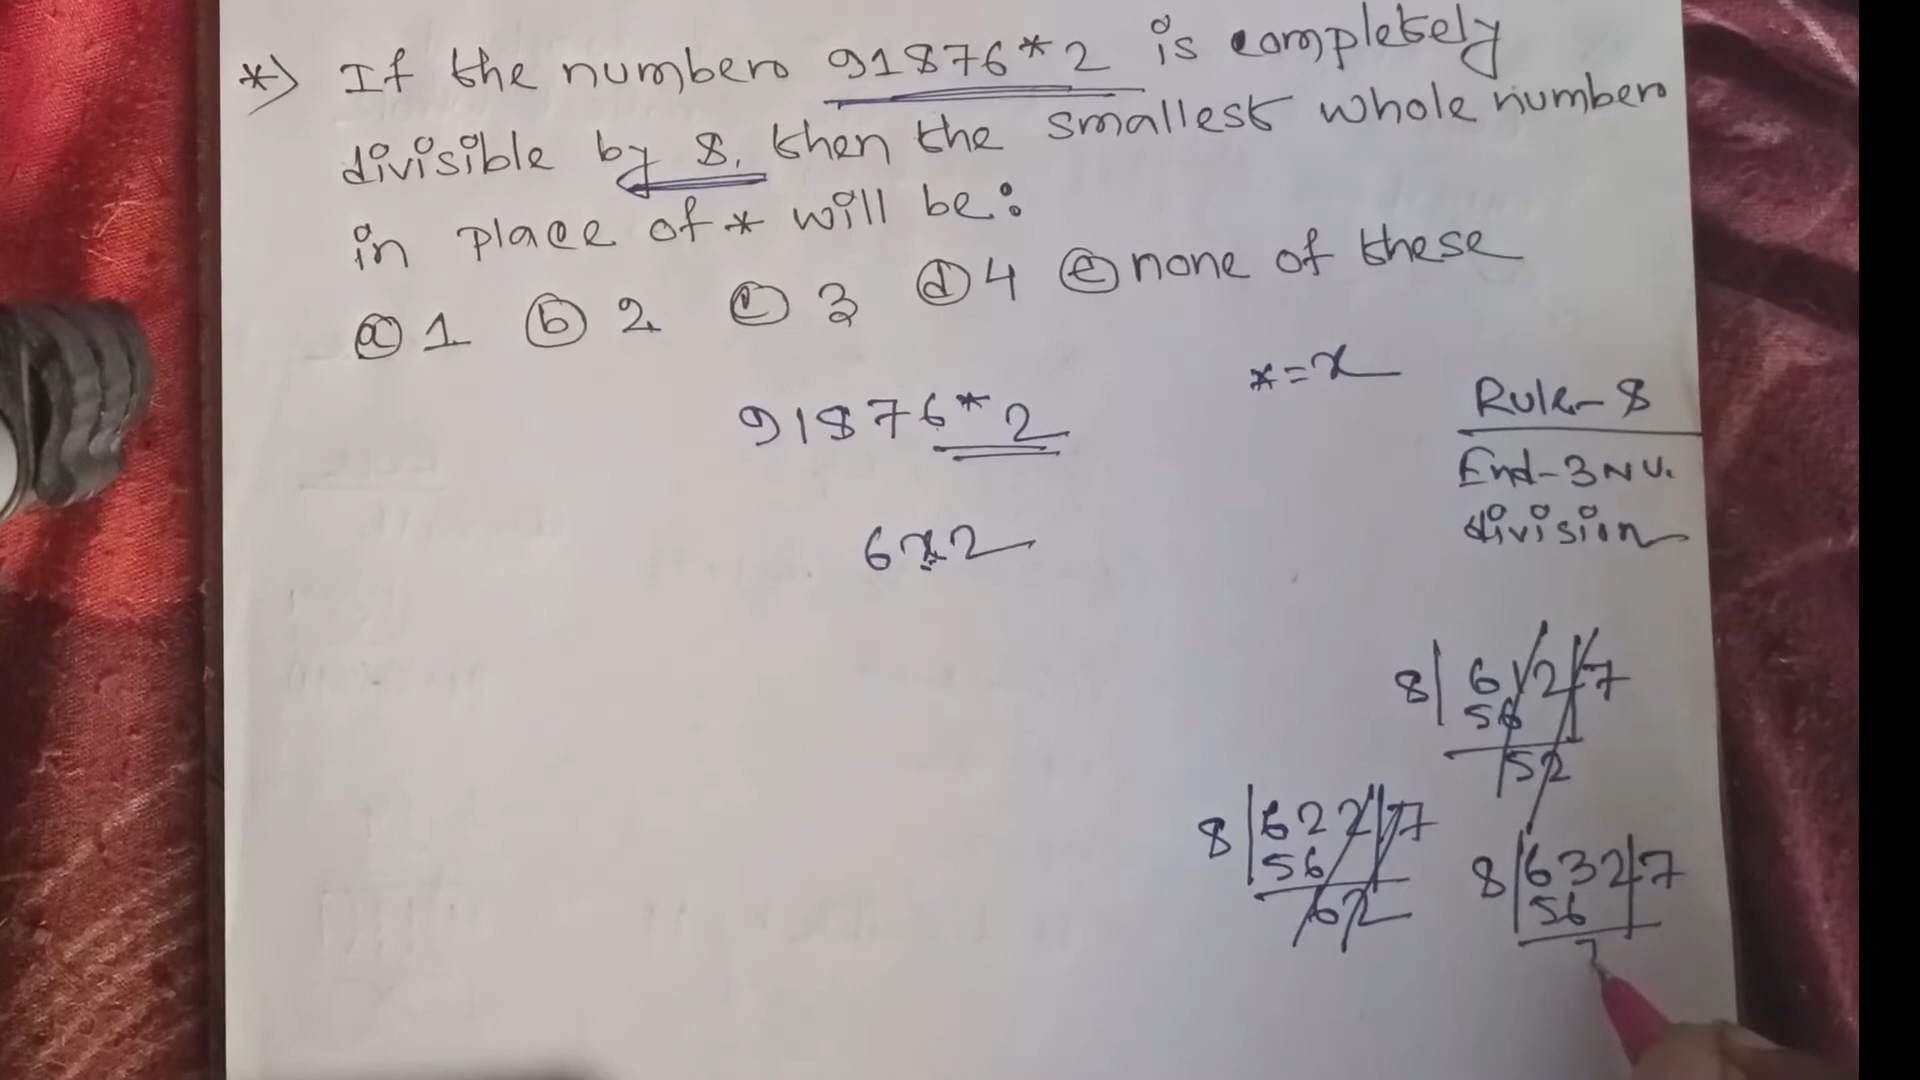 *) If the number 91876*2 is completely
divisible by 8, then the smallest whole number
in place of * will be:
(a) 1 (b) 2 (c) 3 (d) 4 (e) none of these
* = x
91876*2
Rule-8
End-3 NU.
division
6x2
8|612|7
56
52
8|622|7
56
62
8|632|7
56
7